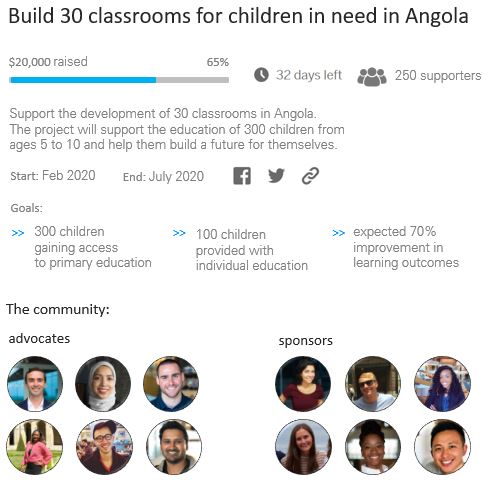 Build 30 classrooms for children in need in Angola
$20,000 raised 65%
32 days left
250 supporters
Support the development of 30 classrooms in Angola.
The project will support the education of 300 children from
ages 5 to 10 and help them build a future for themselves.
Start: Feb 2020 End: July 2020
Goals:
>> 300 children
gaining access
to primary education
>> 100 children
provided with
individual education
>> expected 70%
improvement in
learning outcomes
The community:
advocates
sponsors